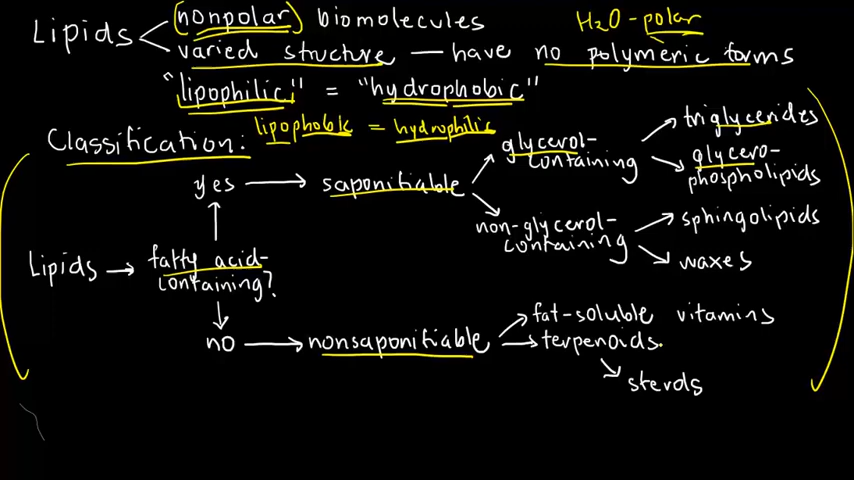 Lipids
nonpolar biomolecules
H₂O - polar
varied structure — have no polymeric forms
"lipophilic" = "hydrophobic"
Classification:
lipophobic = hydrophilic
triglycerides
glycerol-
containing
glycero-
phospholipids
yes
saponifiable
non-glycerol-
containing
sphingolipids
waxes
Lipids
fatty acid-
containing?
no
nonsaponifiable
fat-soluble vitamins
terpenoids
sterols